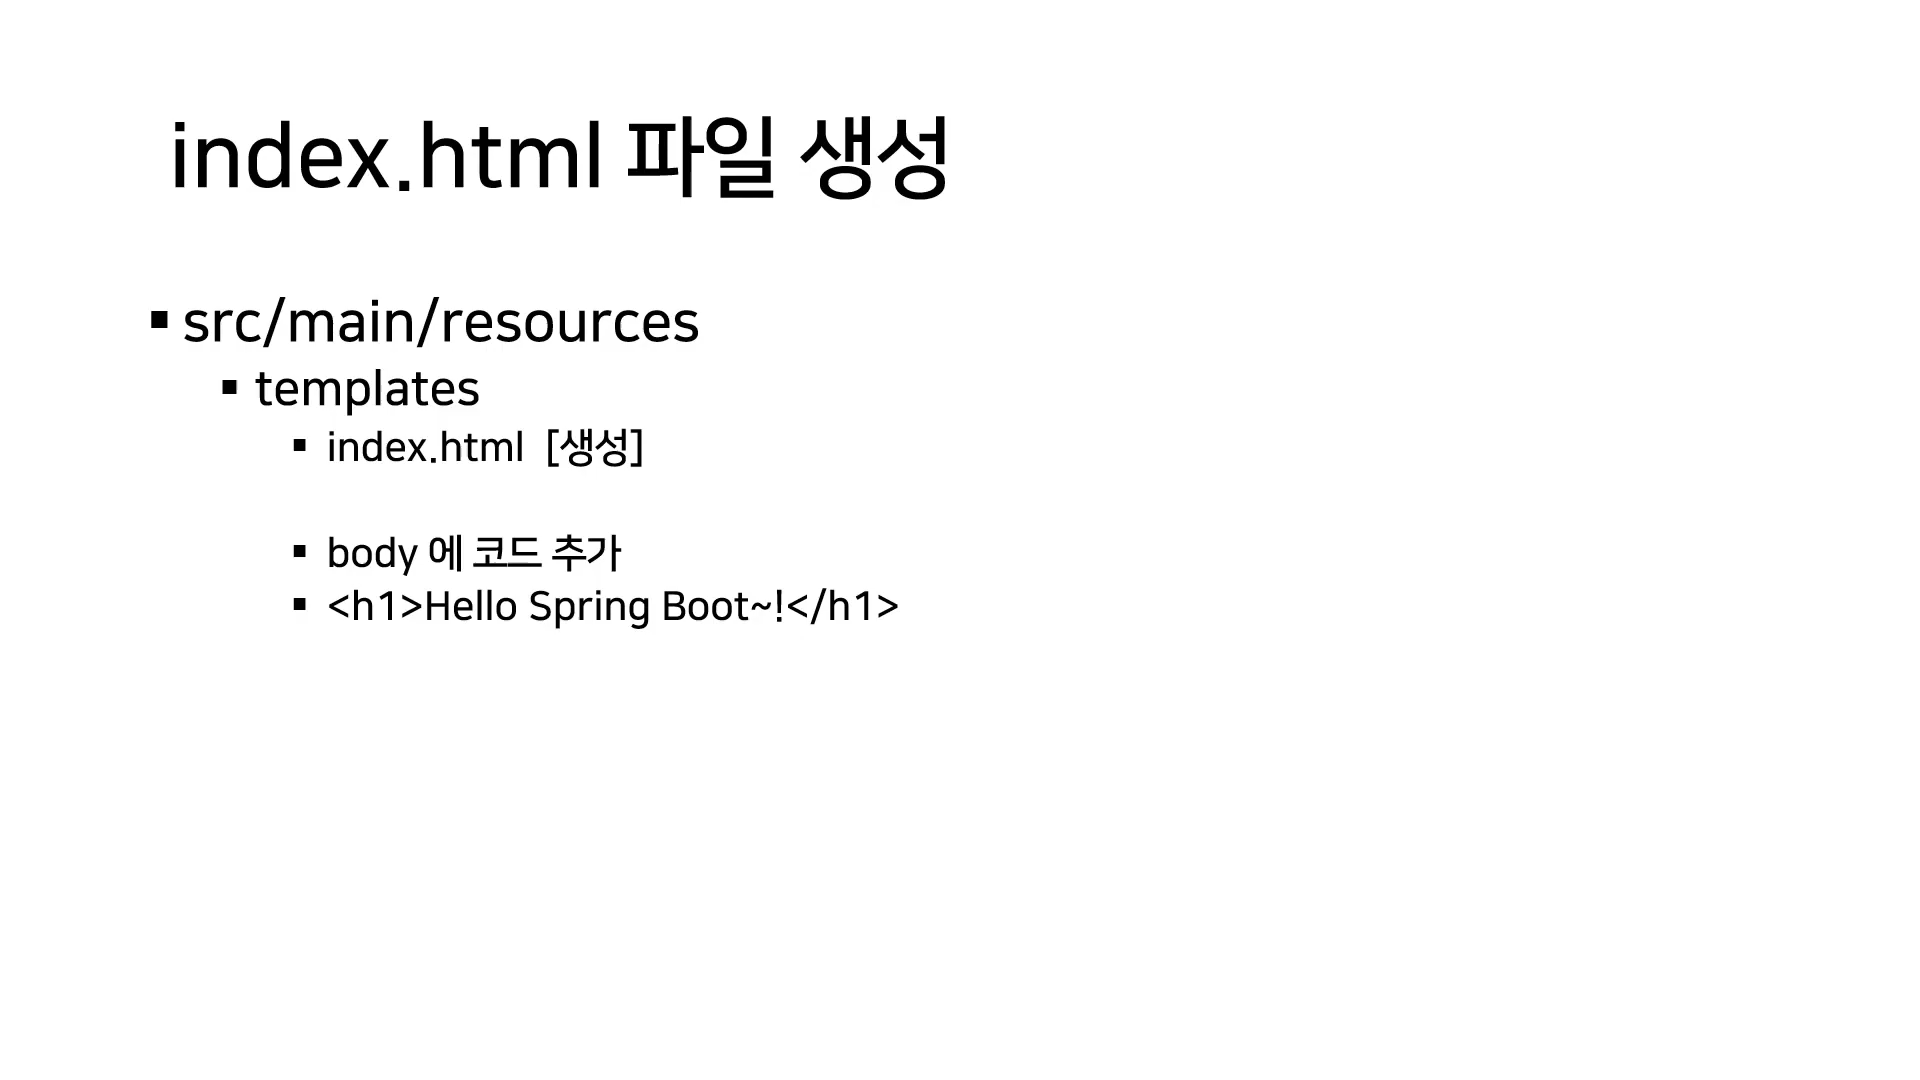 index.html 파일 생성
▪ src/main/resources
▪ templates
▪ index.html [생성]
▪ body 에 코드 추가
▪ <h1>Hello Spring Boot~!</h1>